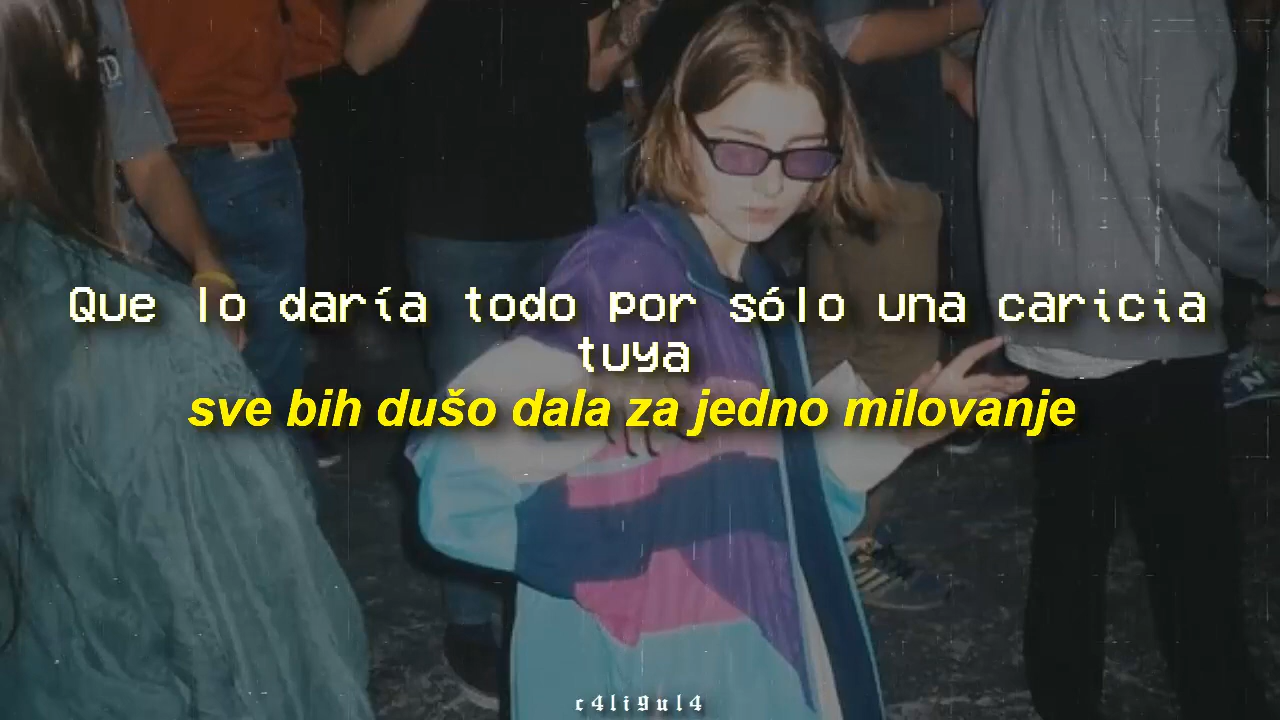 Que lo daría todo por sólo una caricia
tuya
sve bih dušo dala za jedno milovanje
c4li9ul4